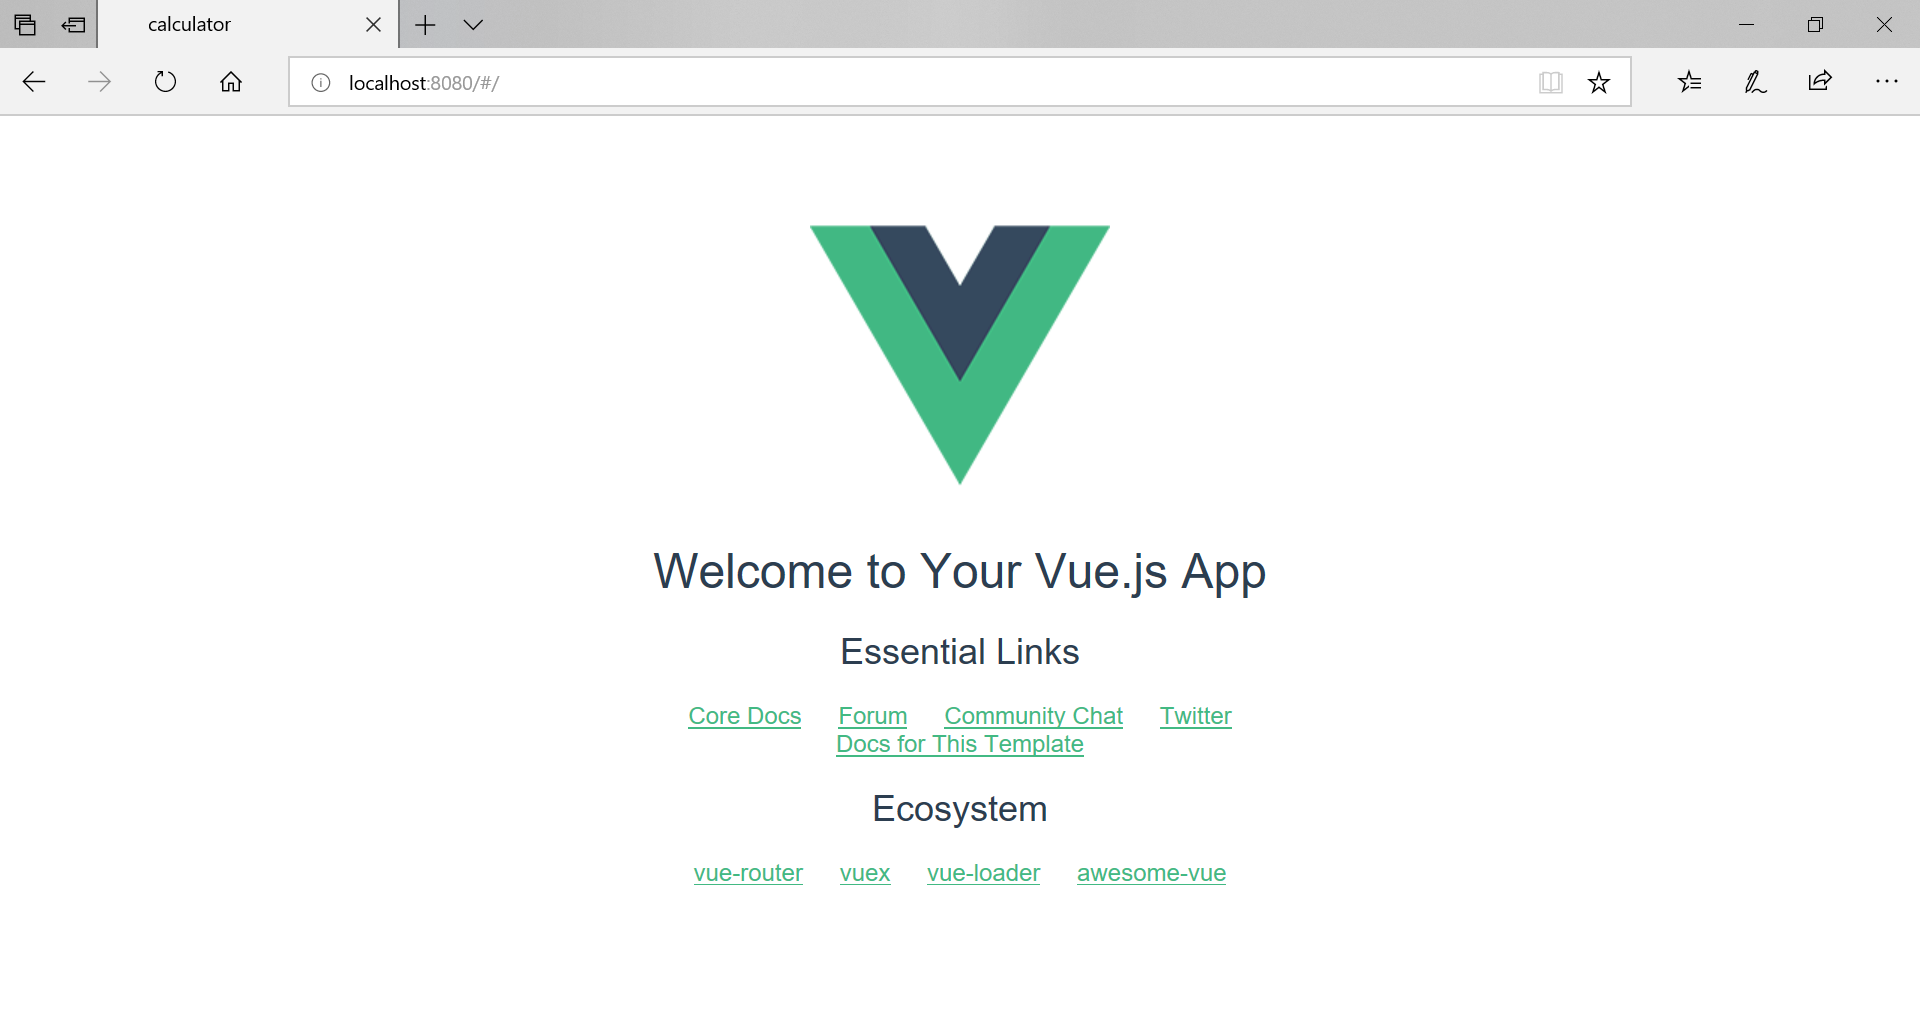 calculator
localhost:8080/#/
Welcome to Your Vue.js App
Essential Links
Core Docs Forum Community Chat Twitter
Docs for This Template
Ecosystem
vue-router vuex vue-loader awesome-vue